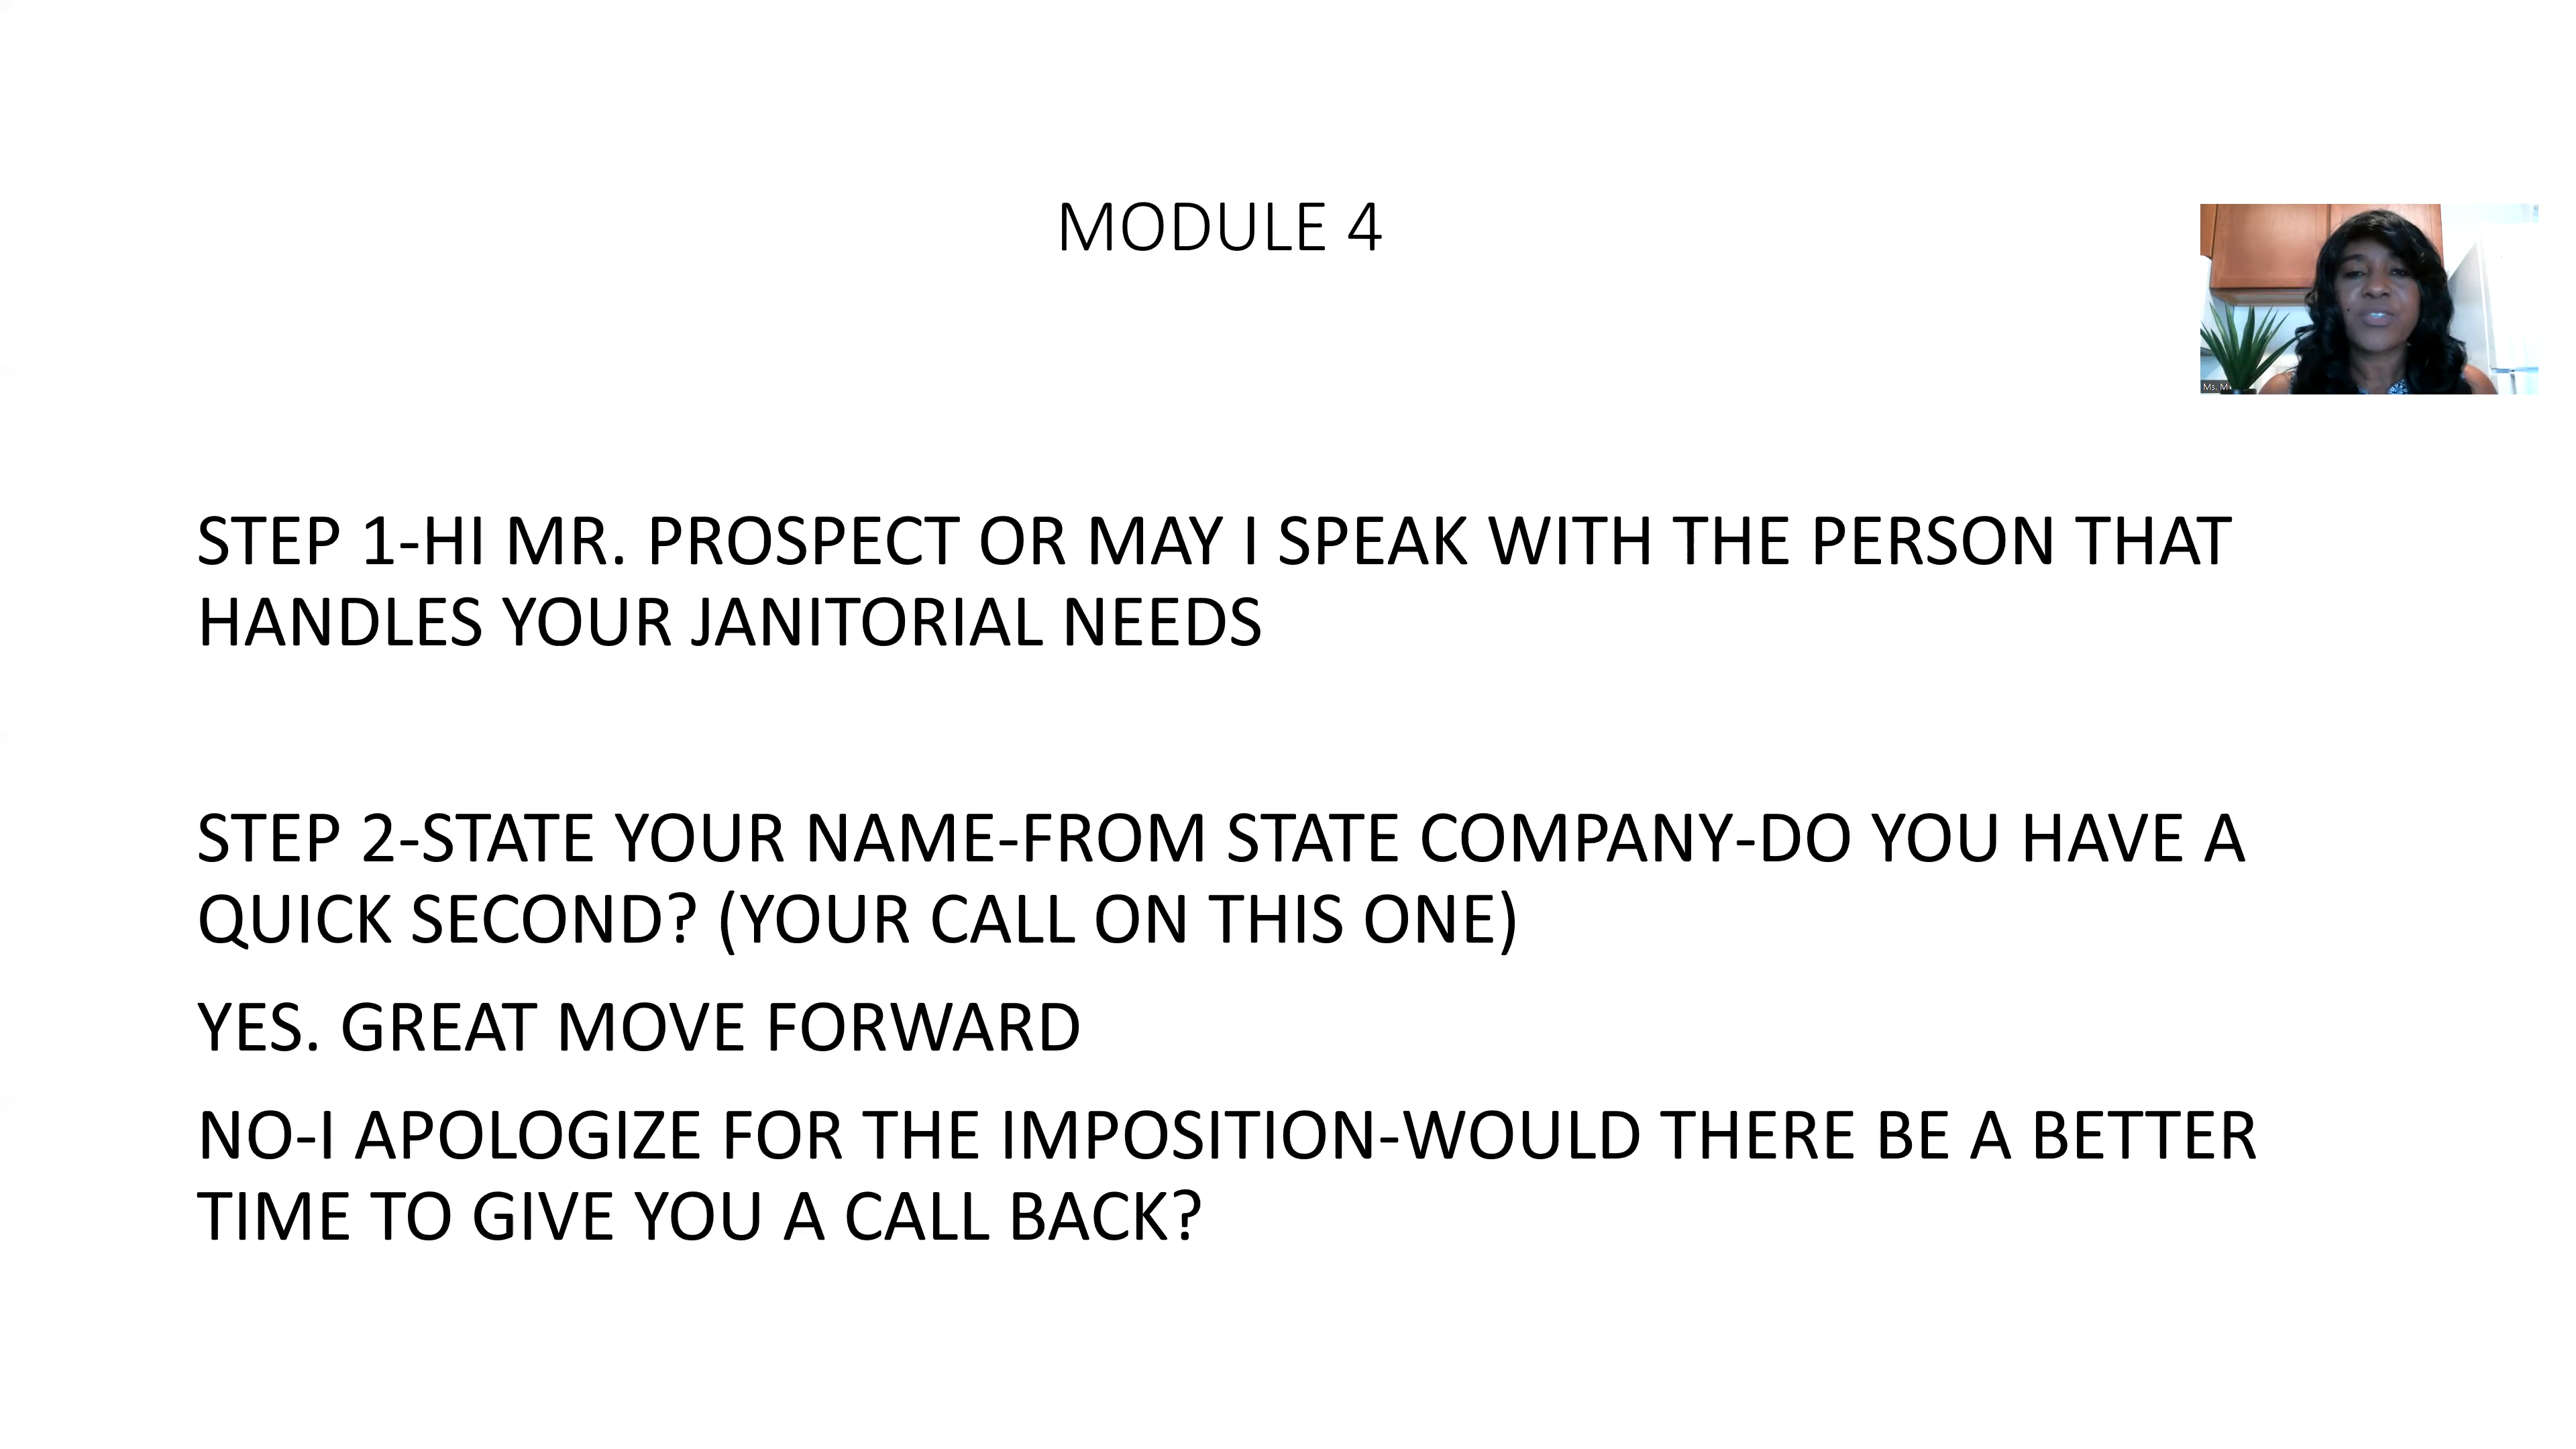 MODULE 4
Ms. M
STEP 1-HI MR. PROSPECT OR MAY I SPEAK WITH THE PERSON THAT
HANDLES YOUR JANITORIAL NEEDS
STEP 2-STATE YOUR NAME-FROM STATE COMPANY-DO YOU HAVE A
QUICK SECOND? (YOUR CALL ON THIS ONE)
YES. GREAT MOVE FORWARD
NO-I APOLOGIZE FOR THE IMPOSITION-WOULD THERE BE A BETTER
TIME TO GIVE YOU A CALL BACK?